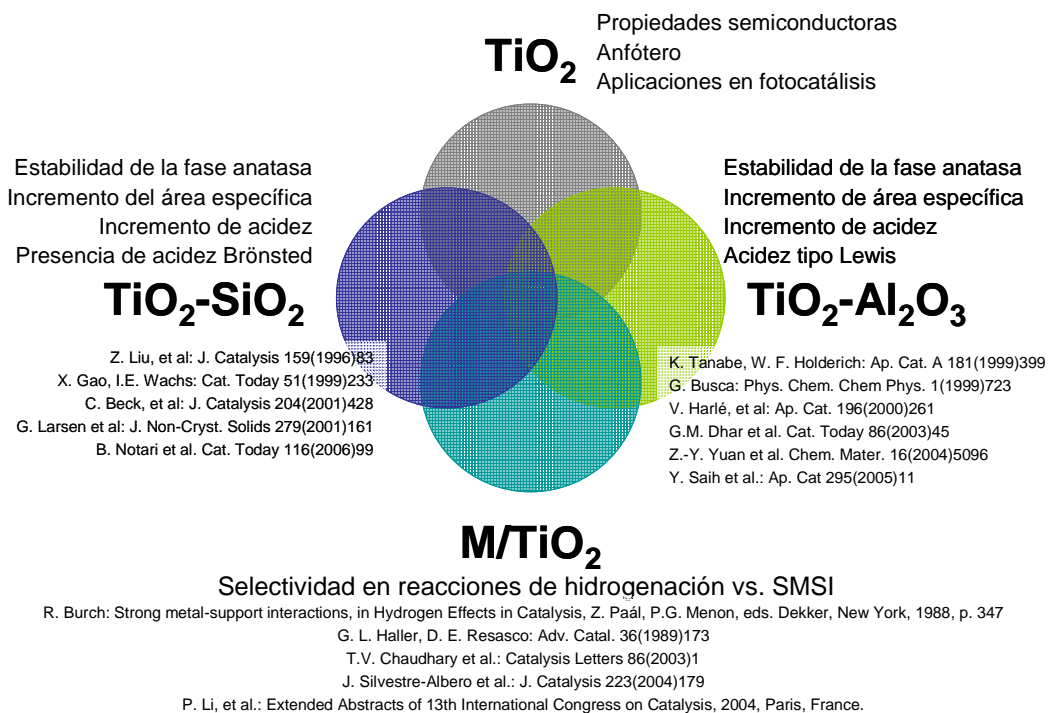 TiO₂
Propiedades semiconductoras
Anfótero
Aplicaciones en fotocatálisis
Estabilidad de la fase anatasa
Incremento del área específica
Incremento de acidez
Presencia de acidez Brönsted
TiO₂-SiO₂
Z. Liu, et al: J. Catalysis 159(1996)83
X. Gao, I.E. Wachs: Cat. Today 51(1999)233
C. Beck, et al: J. Catalysis 204(2001)428
G. Larsen et al: J. Non-Cryst. Solids 279(2001)161
B. Notari et al. Cat. Today 116(2006)99
Estabilidad de la fase anatasa
Incremento de área específica
Incremento de acidez
Acidez tipo Lewis
TiO₂-Al₂O₃
K. Tanabe, W. F. Holderich: Ap. Cat. A 181(1999)399
G. Busca: Phys. Chem. Chem Phys. 1(1999)723
V. Harlé, et al: Ap. Cat. 196(2000)261
G.M. Dhar et al. Cat. Today 86(2003)45
Z.-Y. Yuan et al. Chem. Mater. 16(2004)5096
Y. Saih et al.: Ap. Cat 295(2005)11
M/TiO₂
Selectividad en reacciones de hidrogenación vs. SMSI
R. Burch: Strong metal-support interactions, in Hydrogen Effects in Catalysis, Z. Paál, P.G. Menon, eds. Dekker, New York, 1988, p. 347
G. L. Haller, D. E. Resasco: Adv. Catal. 36(1989)173
T.V. Chaudhary et al.: Catalysis Letters 86(2003)1
J. Silvestre-Albero et al.: J. Catalysis 223(2004)179
P. Li, et al.: Extended Abstracts of 13th International Congress on Catalysis, 2004, Paris, France.